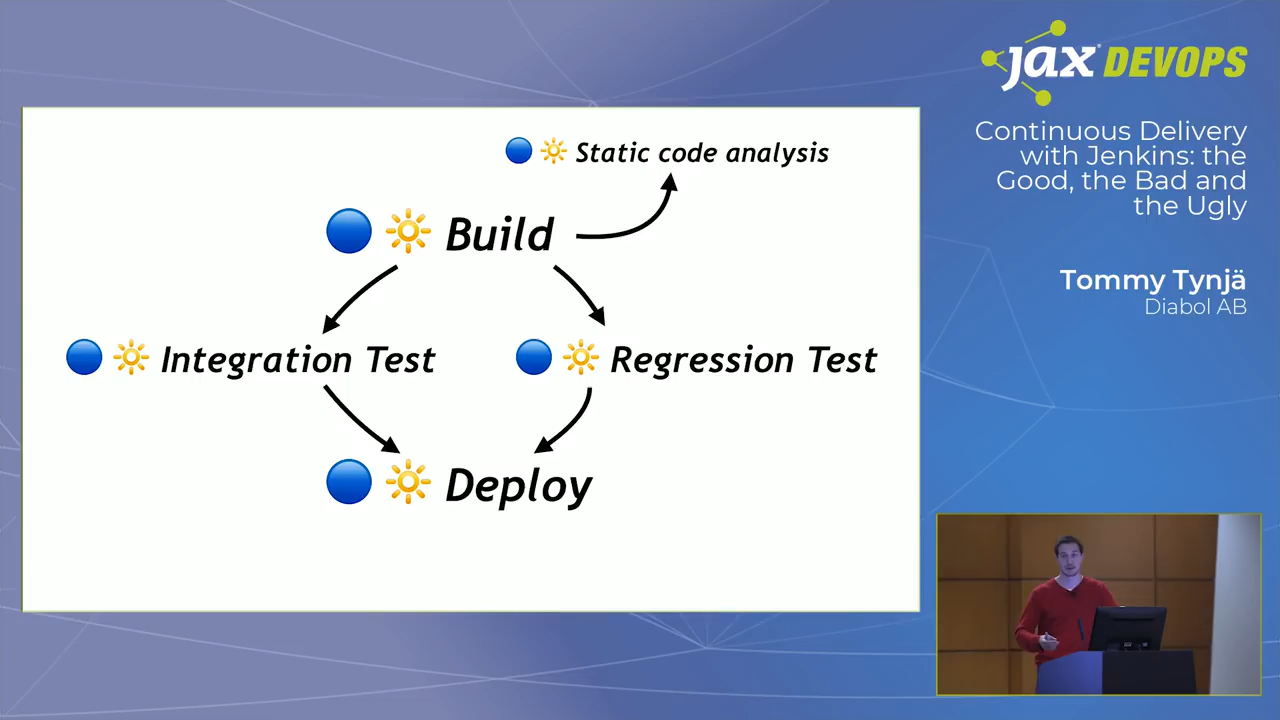 jax DEVOPS
Continuous Delivery
with Jenkins: the
Good, the Bad and
the Ugly
Tommy Tynjä
Diabol AB
Static code analysis
Build
Integration Test
Regression Test
Deploy